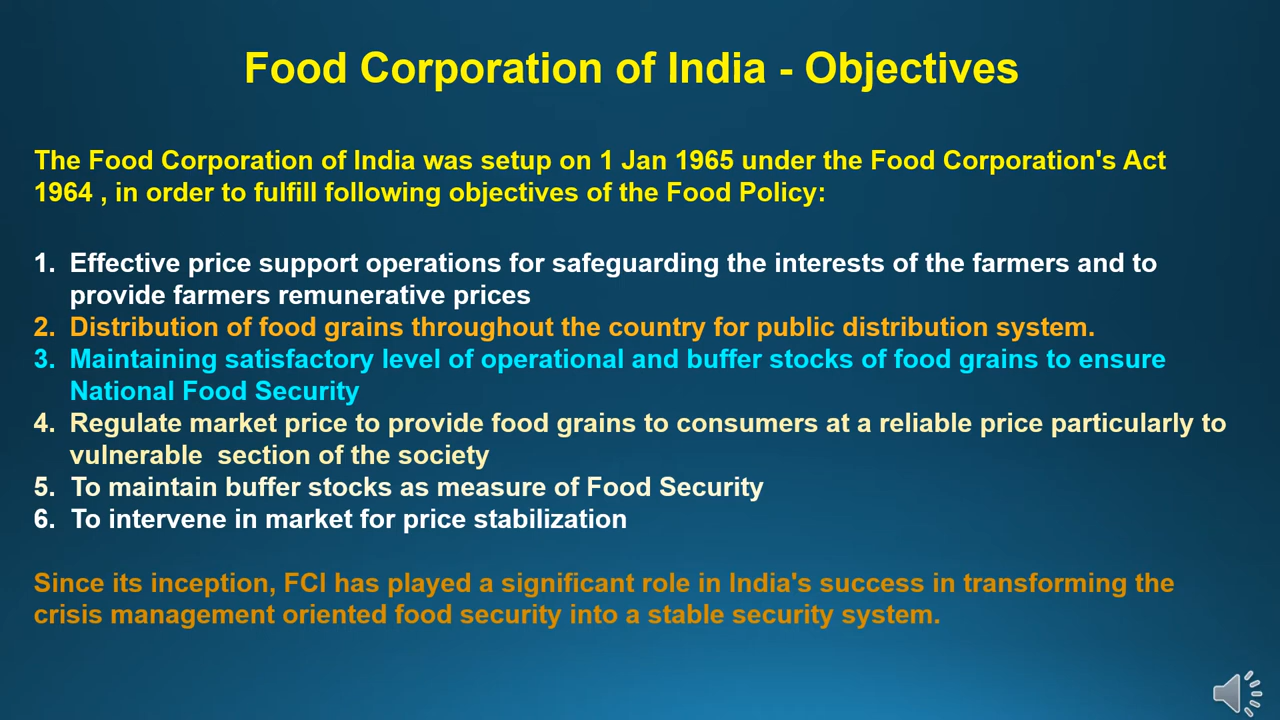 Food Corporation of India - Objectives
The Food Corporation of India was setup on 1 Jan 1965 under the Food Corporation's Act
1964 , in order to fulfill following objectives of the Food Policy:
1. Effective price support operations for safeguarding the interests of the farmers and to
provide farmers remunerative prices
2. Distribution of food grains throughout the country for public distribution system.
3. Maintaining satisfactory level of operational and buffer stocks of food grains to ensure
National Food Security
4. Regulate market price to provide food grains to consumers at a reliable price particularly to
vulnerable  section of the society
5. To maintain buffer stocks as measure of Food Security
6. To intervene in market for price stabilization
Since its inception, FCI has played a significant role in India's success in transforming the
crisis management oriented food security into a stable security system.